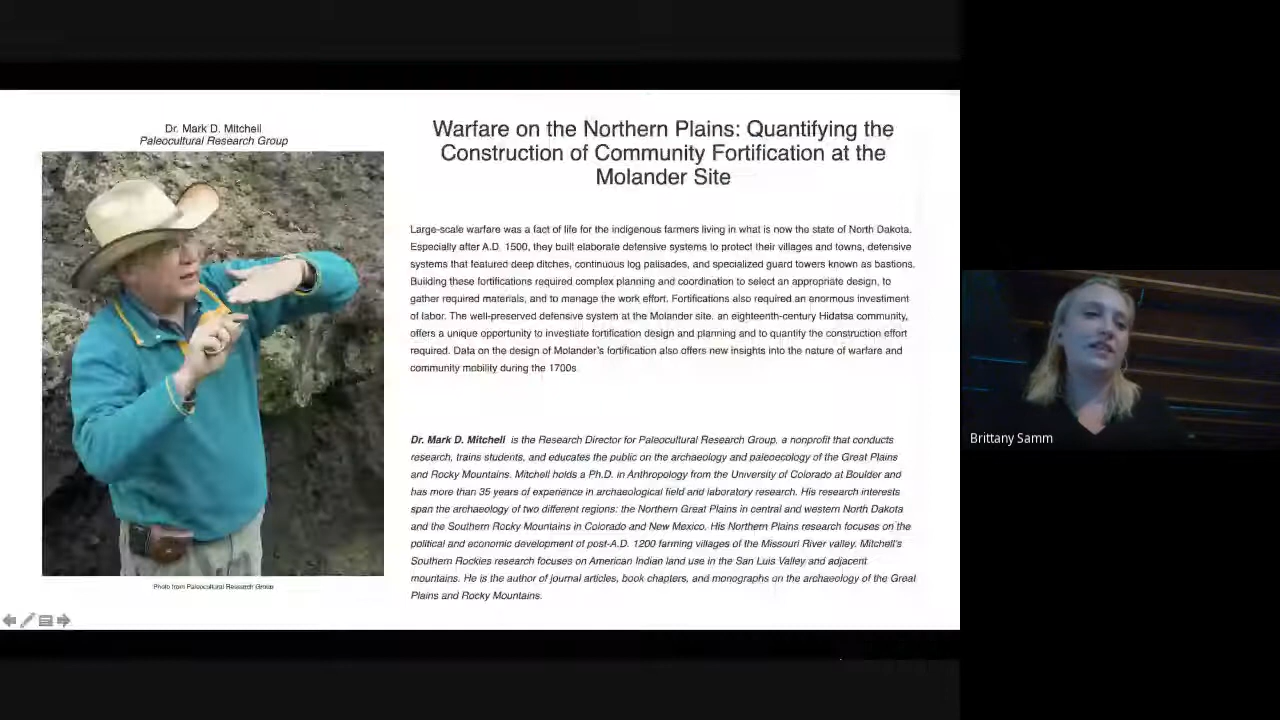 Dr. Mark D. Mitchell
Paleocultural Research Group
Photo from Paleocultural Research Group
Warfare on the Northern Plains: Quantifying the
Construction of Community Fortification at the
Molander Site
Large-scale warfare was a fact of life for the indigenous farmers living in what is now the state of North Dakota.
Especially after A.D. 1500, they built elaborate defensive systems to protect their villages and towns, defensive
systems that featured deep ditches, continuous log palisades, and specialized guard towers known as bastions.
Building these fortifications required complex planning and coordination to select an appropriate design, to
gather required materials, and to manage the work effort. Fortifications also required an enormous investment
of labor. The well-preserved defensive system at the Molander site, an eighteenth-century Hidatsa community,
offers a unique opportunity to investigate fortification design and planning and to quantify the construction effort
required. Data on the design of Molander's fortification also offers new insights into the nature of warfare and
community mobility during the 1700s
Dr. Mark D. Mitchell is the Research Director for Paleocultural Research Group, a nonprofit that conducts
research, trains students, and educates the public on the archaeology and paleoecology of the Great Plains
and Rocky Mountains. Mitchell holds a Ph.D. in Anthropology from the University of Colorado at Boulder and
has more than 35 years of experience in archaeological field and laboratory research. His research interests
span the archaeology of two different regions: the Northern Great Plains in central and western North Dakota
and the Southern Rocky Mountains in Colorado and New Mexico. His Northern Plains research focuses on the
political and economic development of post-A.D. 1200 farming villages of the Missouri River valley. Mitchell's
Southern Rockies research focuses on American Indian land use in the San Luis Valley and adjacent
mountains. He is the author of journal articles, book chapters, and monographs on the archaeology of the Great
Plains and Rocky Mountains.
Brittany Samm